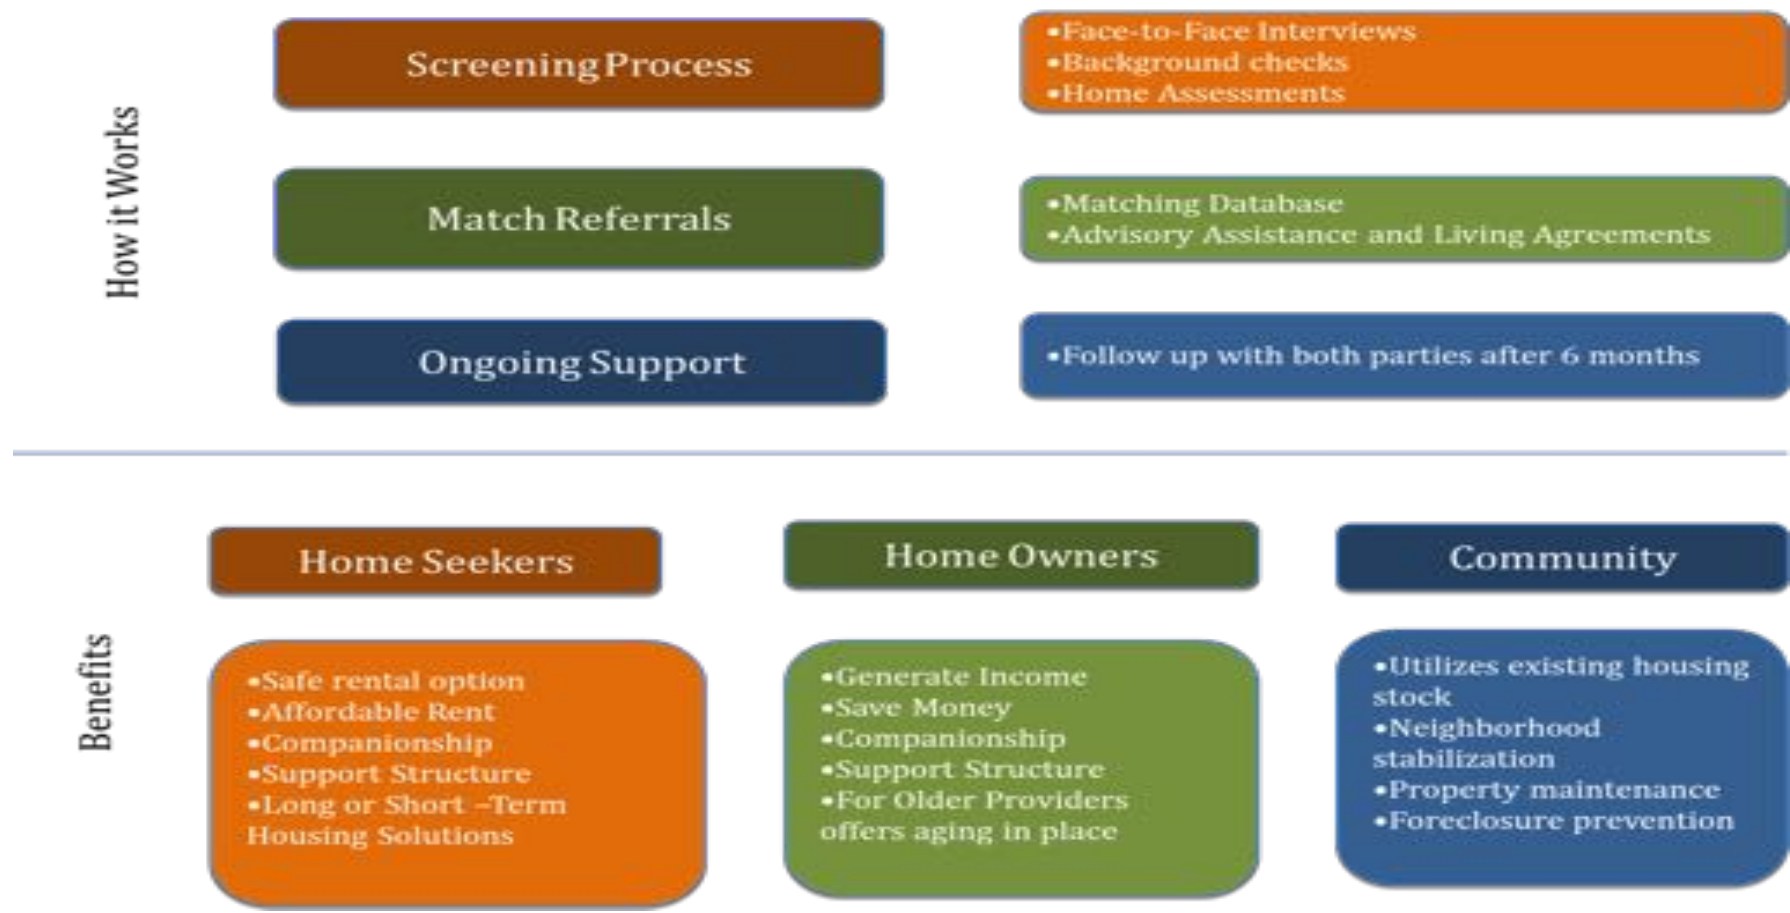 How it Works
Screening Process
•Face-to-Face Interviews
•Background checks
•Home Assessments
Match Referrals
•Matching Database
•Advisory Assistance and Living Agreements
Ongoing Support
•Follow up with both parties after 6 months
Benefits
Home Seekers
•Safe rental option
•Affordable Rent
•Companionship
•Support Structure
•Long or Short –Term
Housing Solutions
Home Owners
•Generate Income
•Save Money
•Companionship
•Support Structure
•For Older Providers
offers aging in place
Community
•Utilizes existing housing
stock
•Neighborhood
stabilization
•Property maintenance
•Foreclosure prevention